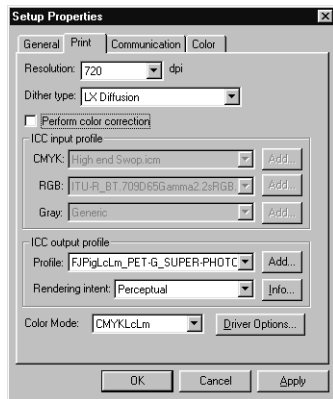 Setup Properties
General Print Communication Color
Resolution: 720 dpi
Dither type: LX Diffusion
Perform color correction
ICC input profile
CMYK: High end Swop.icm Add...
RGB: ITU-R_BT.709D65Gamma2.2sRGB. Add...
Gray: Generic Add...
ICC output profile
Profile: FJPigLcLm_PET-G_SUPER-PHOTC Add...
Rendering intent: Perceptual Info...
Color Mode: CMYKLcLm Driver Options...
OK Cancel Apply